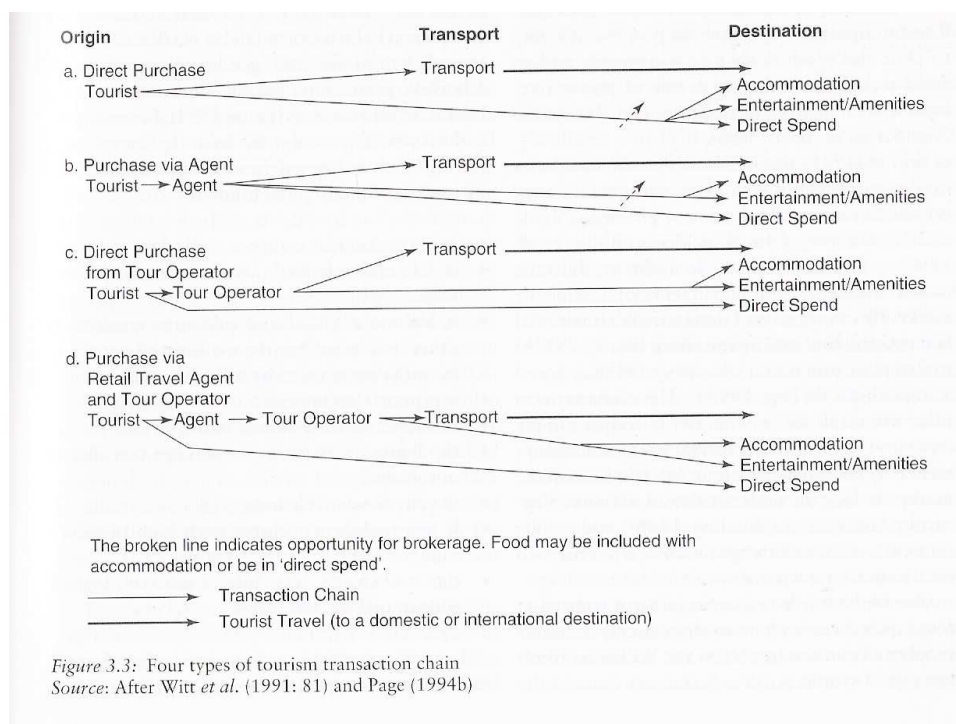 Origin Transport Destination
a. Direct Purchase
Tourist Transport
Accommodation
Entertainment/Amenities
Direct Spend
b. Purchase via Agent
Tourist Agent Transport
Accommodation
Entertainment/Amenities
Direct Spend
c. Direct Purchase
from Tour Operator
Tourist Tour Operator Transport
Accommodation
Entertainment/Amenities
Direct Spend
d. Purchase via
Retail Travel Agent
and Tour Operator
Tourist Agent Tour Operator Transport
Accommodation
Entertainment/Amenities
Direct Spend
The broken line indicates opportunity for brokerage. Food may be included with
accommodation or be in 'direct spend'.
Transaction Chain
Tourist Travel (to a domestic or international destination)
Figure 3.3: Four types of tourism transaction chain
Source: After Witt et al. (1991: 81) and Page (1994b)